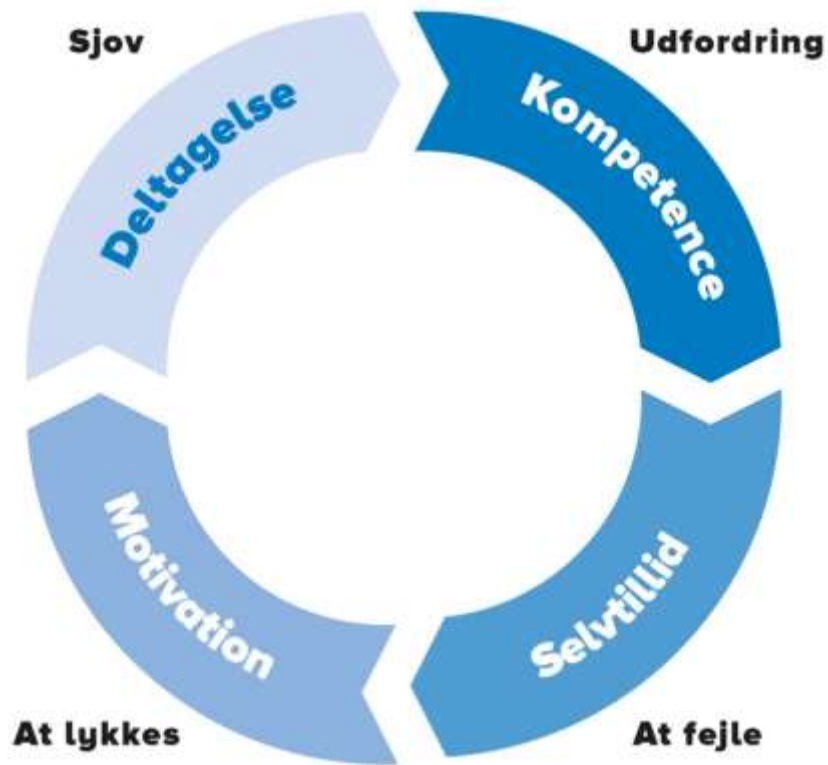 Sjov
Udfordring
Deltagelse
Kompetence
Motivation
Selvtillid
At lykkes
At fejle